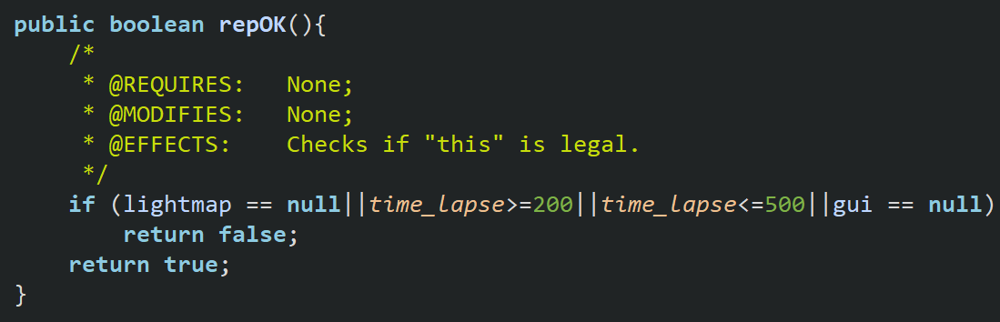 public boolean repOK(){
    /*
     * @REQUIRES:   None;
     * @MODIFIES:   None;
     * @EFFECTS:    Checks if "this" is legal.
     */
    if (lightmap == null||time_lapse>=200||time_lapse<=500||gui == null)
        return false;
    return true;
}